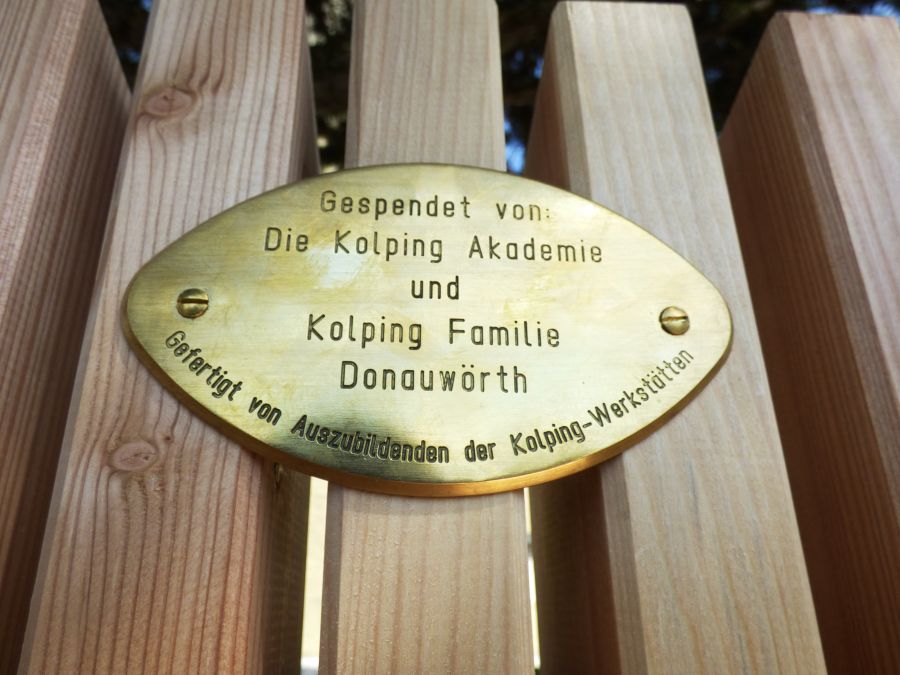 Gespendet von:
Die Kolping Akademie
und
Kolping Familie
Donauwörth
Gefertigt von Auszubildenden der Kolping-Werkstätten